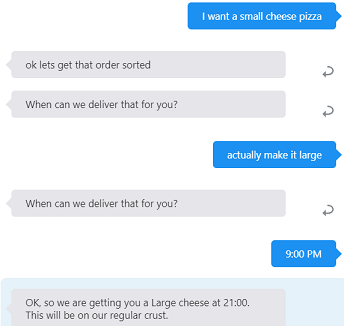 I want a small cheese pizza
ok lets get that order sorted
When can we deliver that for you?
actually make it large
When can we deliver that for you?
9:00 PM
OK, so we are getting you a Large cheese at 21:00.
This will be on our regular crust.